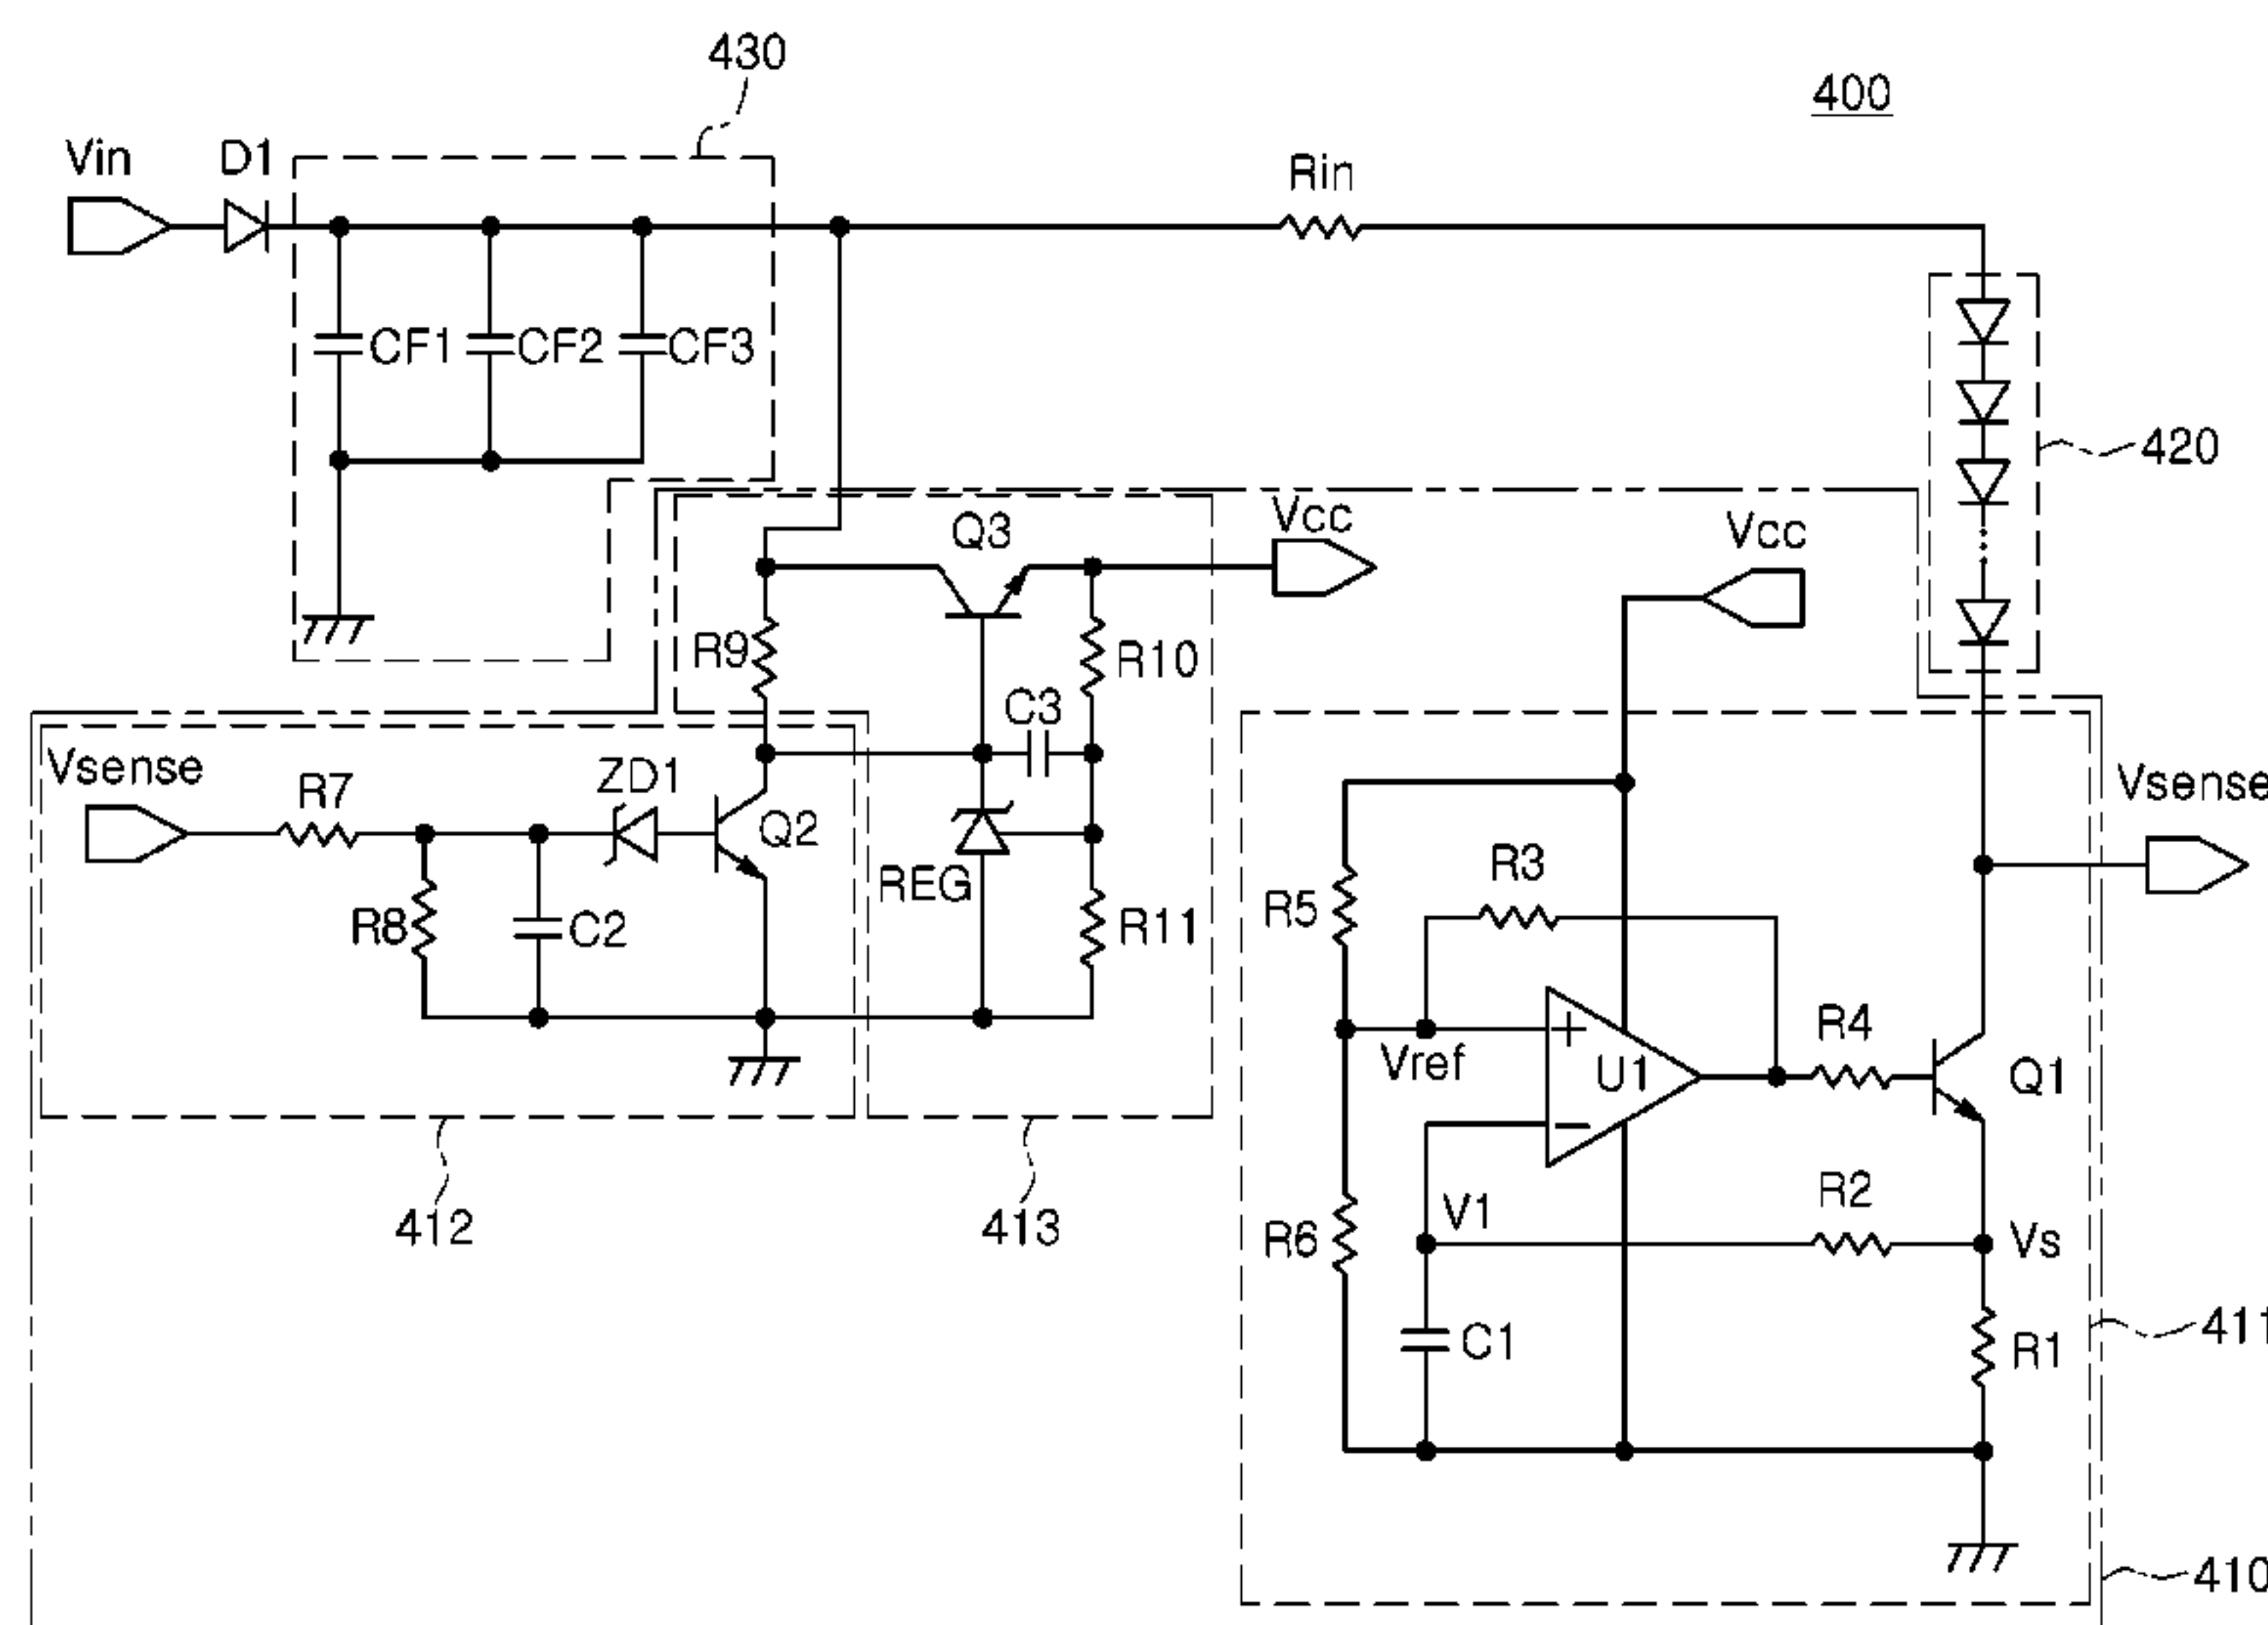 430
400
Vin
D1
Rin
CF1
CF2
CF3
420
Q3
Vcc
Vcc
R9
R10
C3
Vsense
R7
ZD1
Q2
Vsense
REG
R3
R5
R8
C2
R11
R4
Vref
U1
Q1
+
−
412
413
R2
V1
R6
Vs
C1
R1
411
410